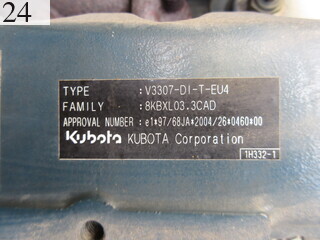 24
TYPE : V3307-DI-T-EU4
FAMILY : 8KBXL03.3CAD
APPROVAL NUMBER : e1*97/68JA*2004/26*0460*00
Kubota KUBOTA Corporation
1H332-1